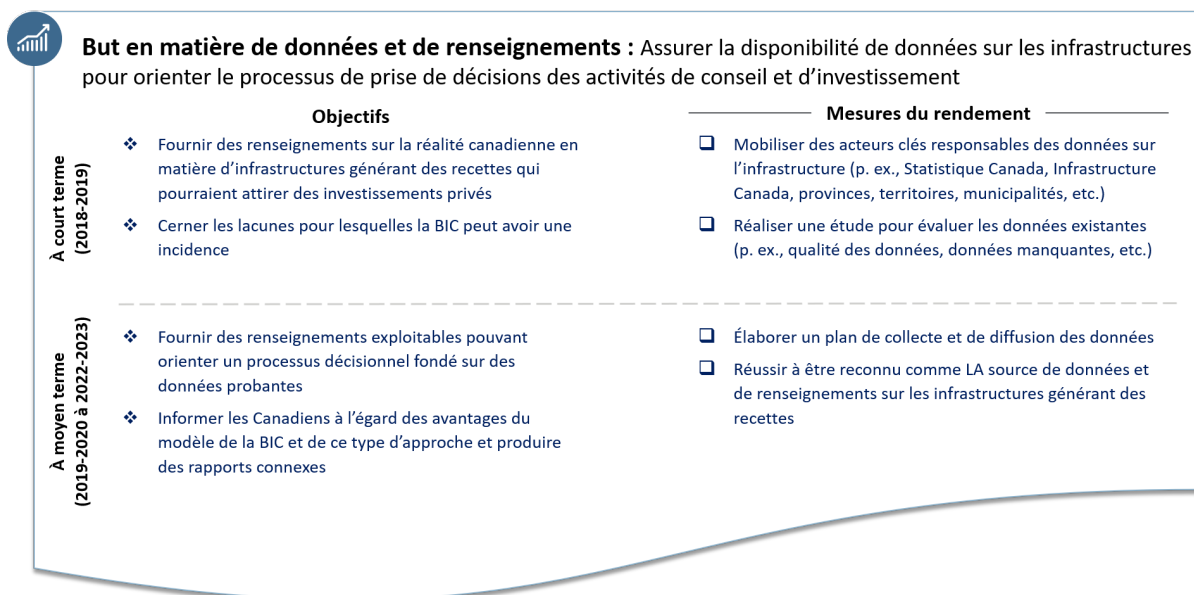 But en matière de données et de renseignements : Assurer la disponibilité de données sur les infrastructures
pour orienter le processus de prise de décisions des activités de conseil et d’investissement
Objectifs
Mesures du rendement
À court terme
(2018-2019)
Fournir des renseignements sur la réalité canadienne en
matière d’infrastructures générant des recettes qui
pourraient attirer des investissements privés
Cerner les lacunes pour lesquelles la BIC peut avoir une
incidence
Mobiliser des acteurs clés responsables des données sur
l’infrastructure (p. ex., Statistique Canada, Infrastructure
Canada, provinces, territoires, municipalités, etc.)
Réaliser une étude pour évaluer les données existantes
(p. ex., qualité des données, données manquantes, etc.)
À moyen terme
(2019-2020 à 2022-2023)
Fournir des renseignements exploitables pouvant
orienter un processus décisionnel fondé sur des
données probantes
Informer les Canadiens à l’égard des avantages du
modèle de la BIC et de ce type d’approche et produire
des rapports connexes
Élaborer un plan de collecte et de diffusion des données
Réussir à être reconnu comme LA source de données et
de renseignements sur les infrastructures générant des
recettes